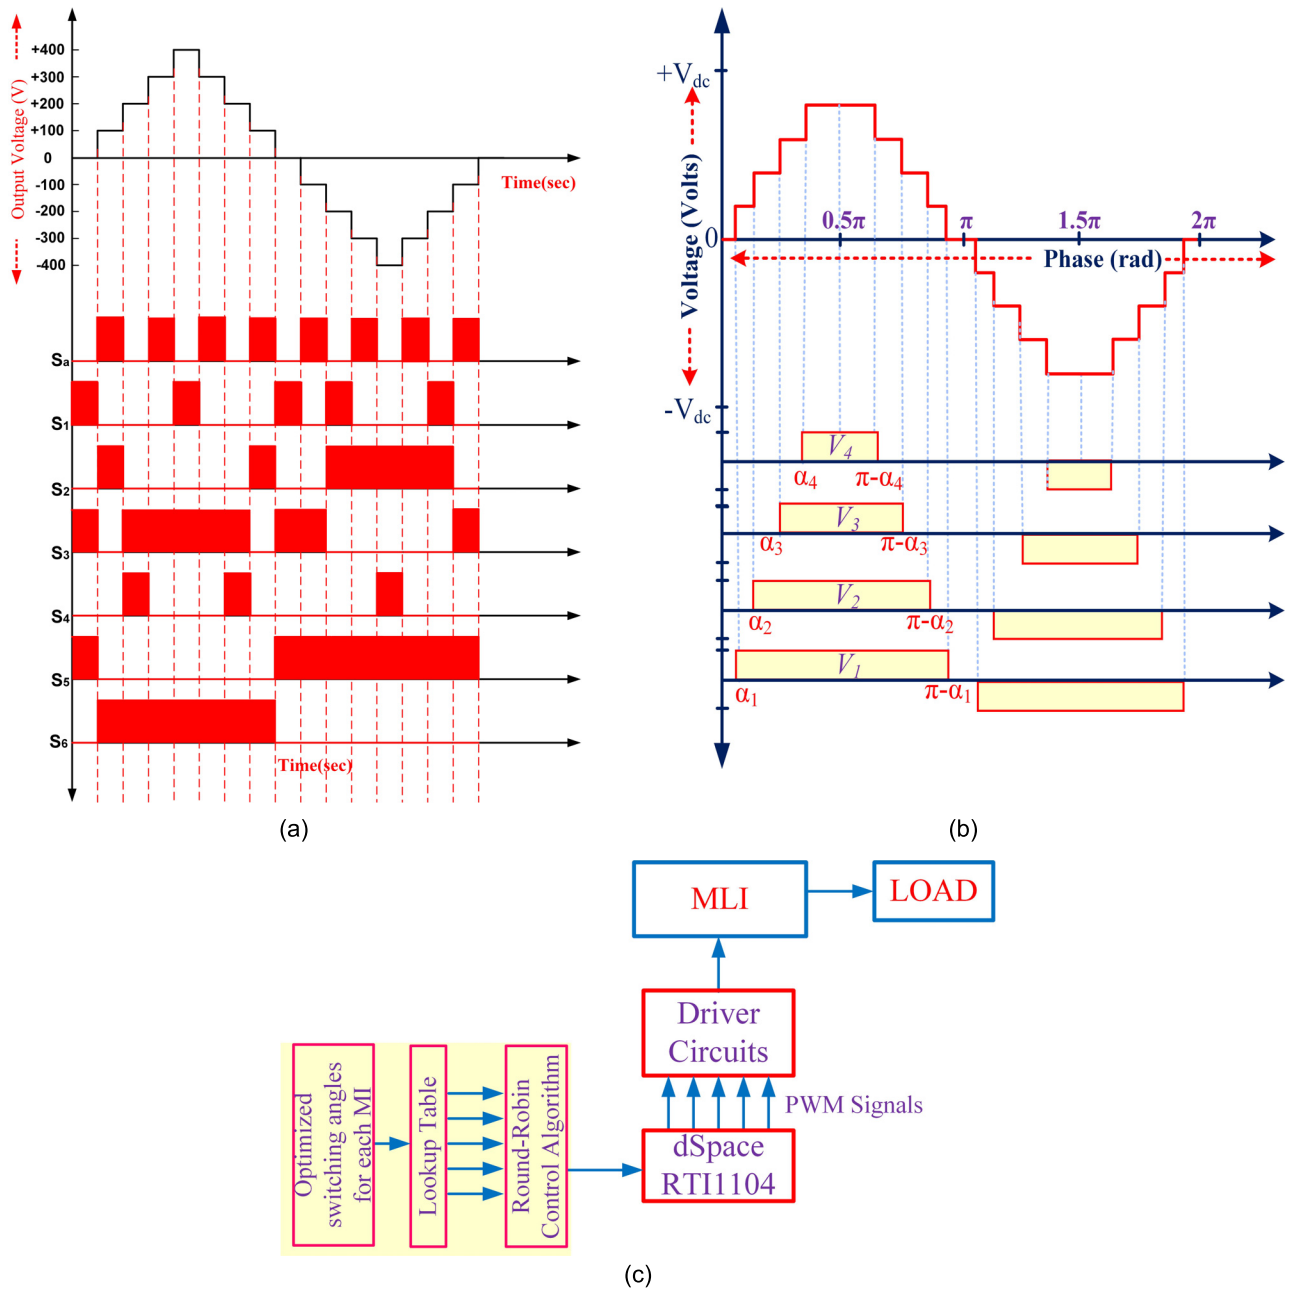 Output Voltage (V)
+400
+300
+200
+100
0
-100
-200
-300
-400
Time(sec)
Sa
S1
S2
S3
S4
S5
S6
Time(sec)
(a)
Voltage (Volts)
+Vdc
0
-Vdc
0.5π
π
1.5π
2π
Phase (rad)
V4
α4
π-α4
V3
α3
π-α3
V2
α2
π-α2
V1
α1
π-α1
(b)
MLI
LOAD
Driver
Circuits
PWM Signals
dSpace
RTI1104
Optimized
switching angles
for each MI
Lookup Table
Round-Robin
Control Algorithm
(c)